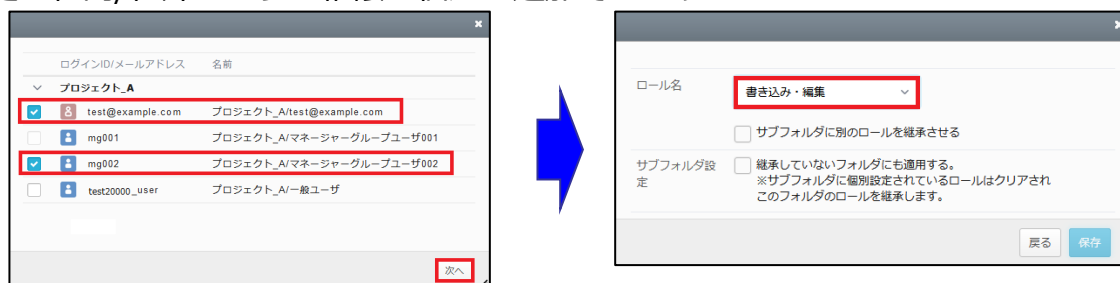 ログインID/メールアドレス 名前
プロジェクト_A
test@example.com プロジェクト_A/test@example.com
mg001 プロジェクト_A/マネージャーグループユーザ001
mg002 プロジェクト_A/マネージャーグループユーザ002
test20000_user プロジェクト_A/一般ユーザ
次へ
ロール名 書き込み・編集
サブフォルダに別のロールを継承させる
サブフォルダ設定
継承していないフォルダにも適用する。
※サブフォルダに個別設定されているロールはクリアされ
このフォルダのロールを継承します。
戻る 保存